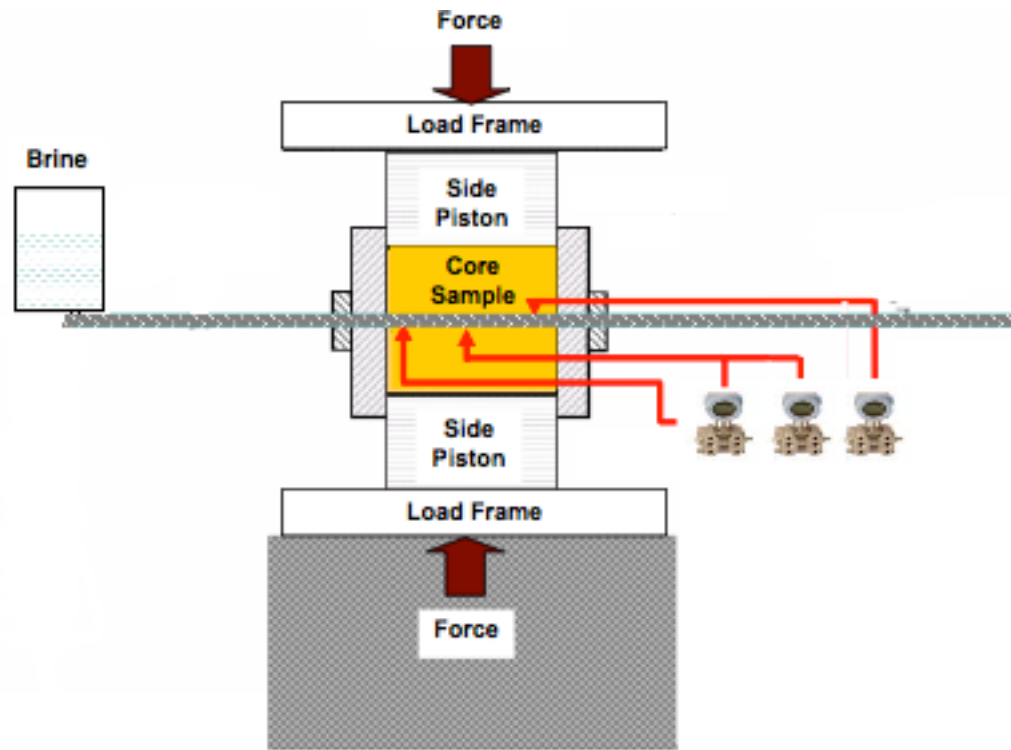 Force
Load Frame
Brine
Side
Piston
Core
Sample
Side
Piston
Load Frame
Force